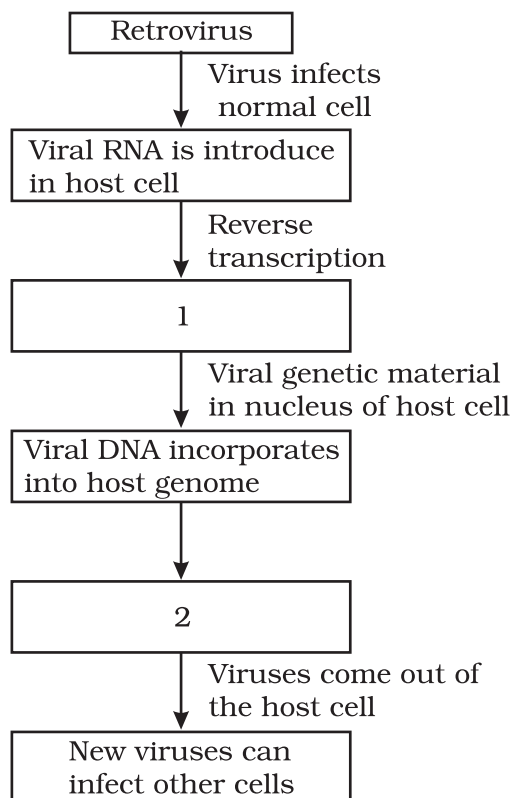 Retrovirus
Virus infects
normal cell
Viral RNA is introduce
in host cell
Reverse
transcription
1
Viral genetic material
in nucleus of host cell
Viral DNA incorporates
into host genome
2
Viruses come out of
the host cell
New viruses can
infect other cells